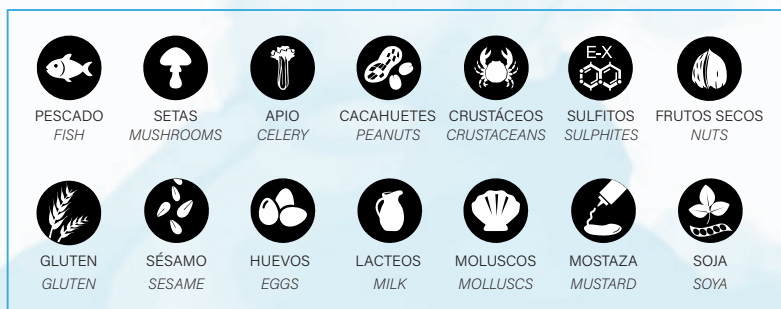 E-X
PESCADO SETAS APIO CACAHUETES CRUSTÁCEOS SULFITOS FRUTOS SECOS
FISH MUSHROOMS CELERY PEANUTS CRUSTACEANS SULPHITES NUTS
GLUTEN SÉSAMO HUEVOS LACTEOS MOLUSCOS MOSTAZA SOJA
GLUTEN SESAME EGGS MILK MOLLUSCS MUSTARD SOYA